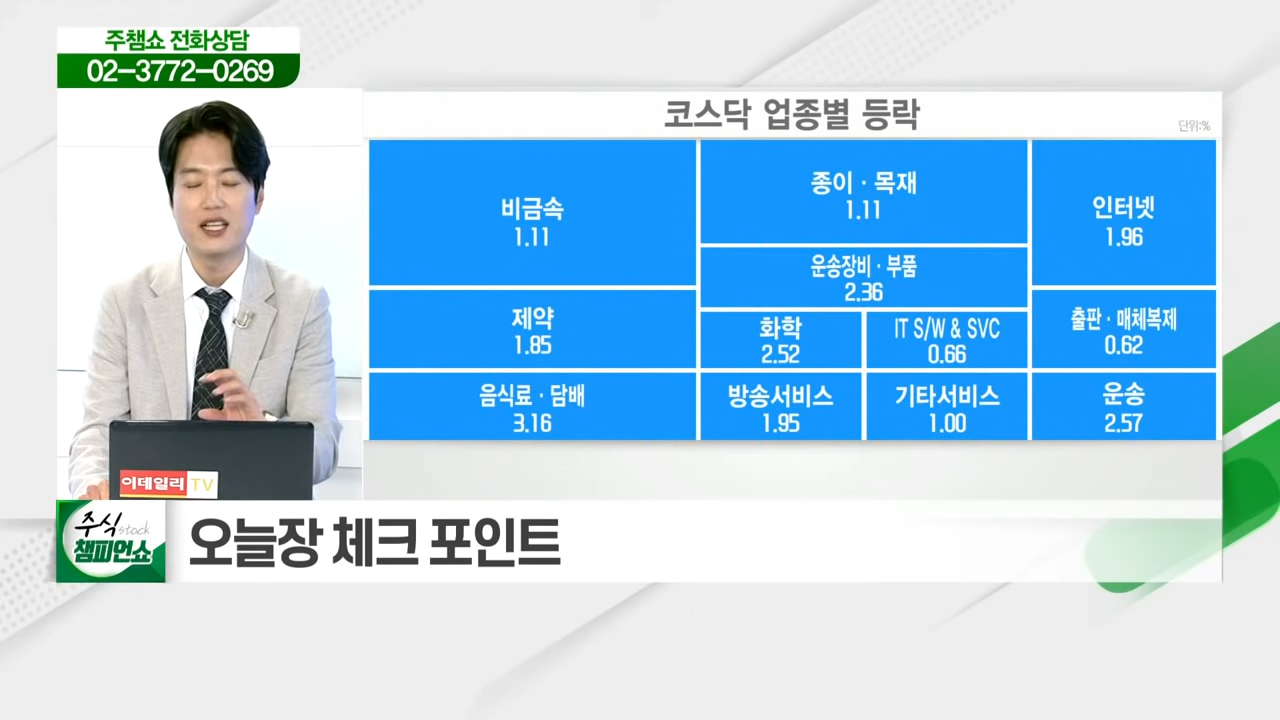 주챔쇼 전화상담
02-3772-0269
코스닥 업종별 등락
단위:%
비금속
1.11
종이·목재
1.11
인터넷
1.96
운송장비·부품
2.36
제약
1.85
화학
2.52
IT S/W & SVC
0.66
출판·매체복제
0.62
음식료·담배
3.16
방송서비스
1.95
기타서비스
1.00
운송
2.57
이데일리TV
주식
stock
챔피언쇼
오늘장 체크 포인트